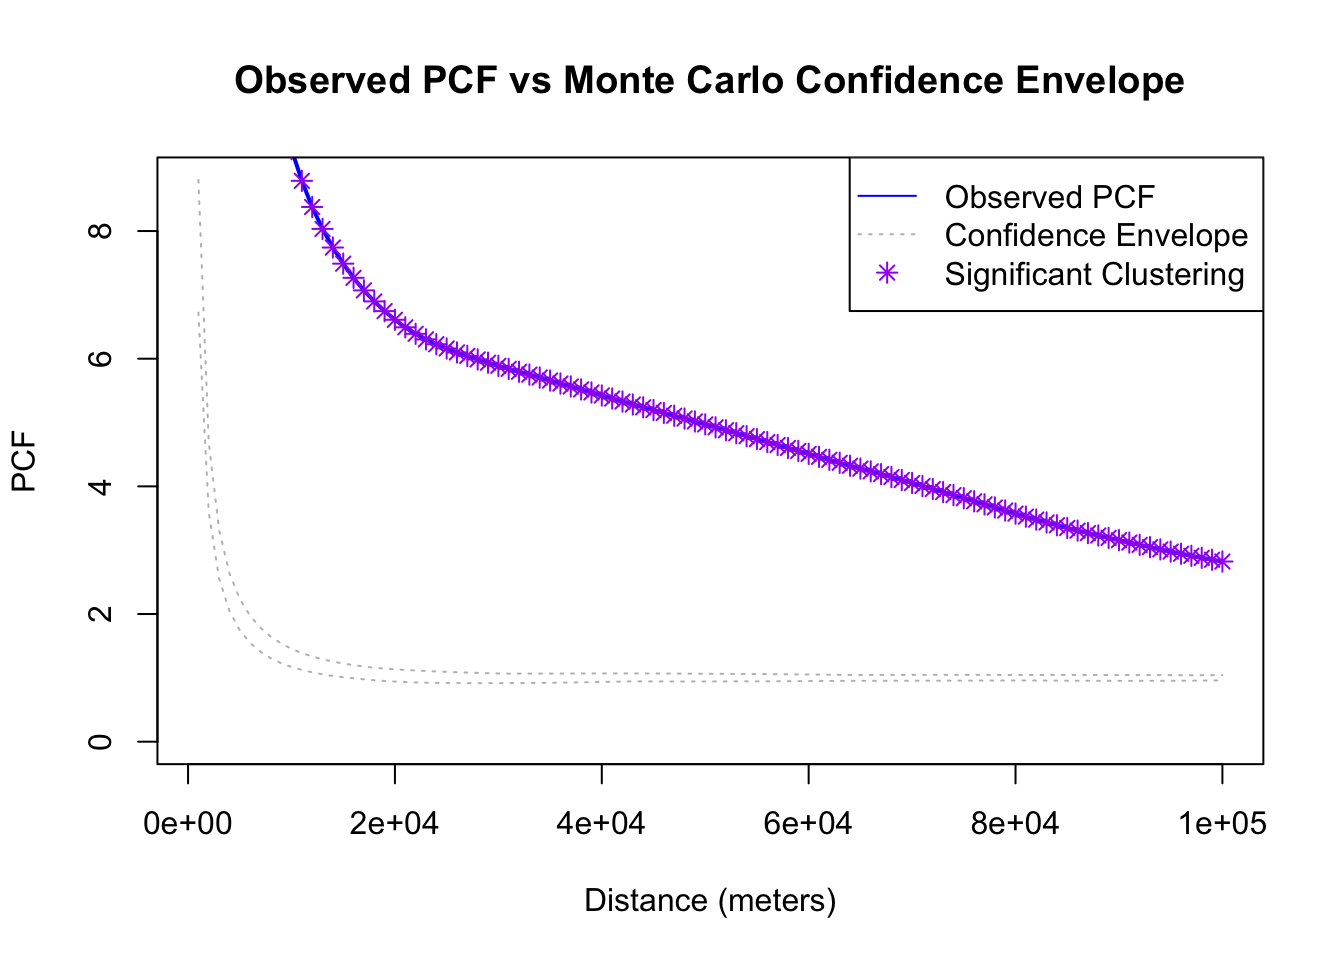 Observed PCF vs Monte Carlo Confidence Envelope
Observed PCF
Confidence Envelope
Significant Clustering
PCF
8
6
4
2
0
0e+00 2e+04 4e+04 6e+04 8e+04 1e+05
Distance (meters)